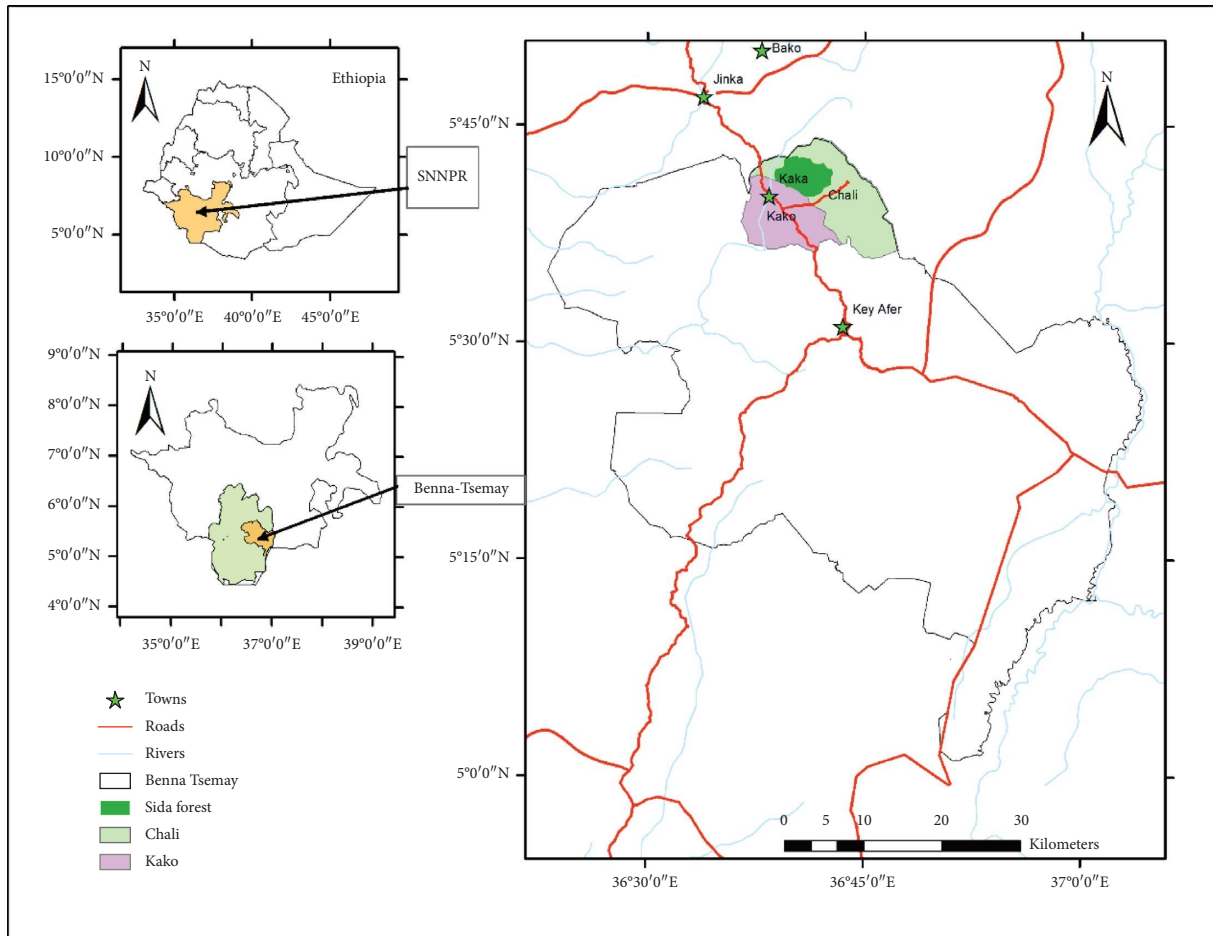 N
Ethiopia
15°0'0"N
10°0'0"N
5°0'0"N
35°0'0"E
40°0'0"E
45°0'0"E
SNNPR
N
9°0'0"N
8°0'0"N
7°0'0"N
6°0'0"N
5°0'0"N
4°0'0"N
35°0'0"E
37°0'0"E
39°0'0"E
Benna-Tsemay
Towns
Roads
Rivers
Benna Tsemay
Sida forest
Chali
Kako
N
Bako
Jinka
Kaka
Chali
Kako
Key Afer
5°45'0"N
5°30'0"N
5°15'0"N
5°0'0"N
0 5 10 20 30
Kilometers
36°30'0"E
36°45'0"E
37°0'0"E